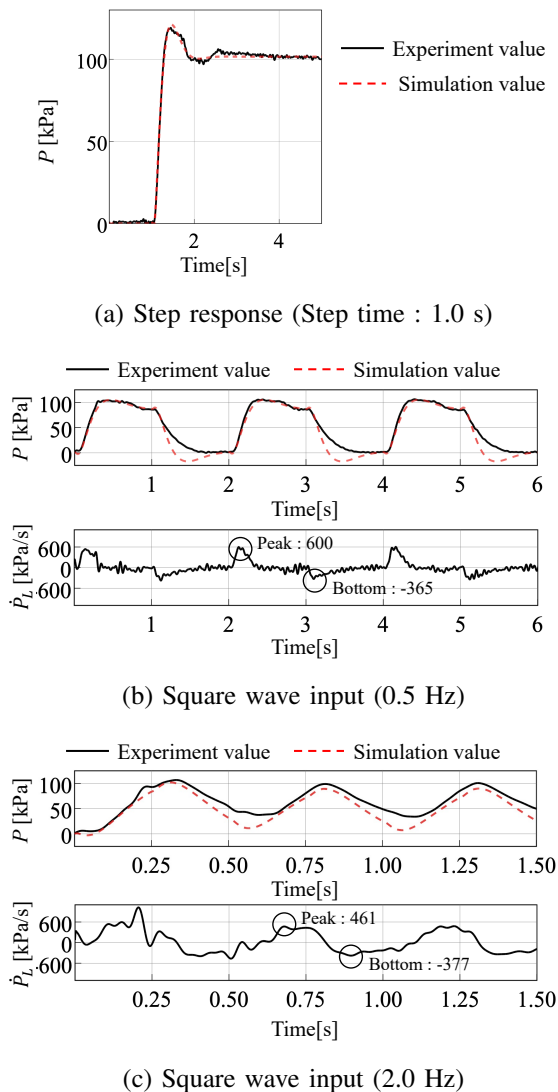 Experiment value
Simulation value
P [kPa]
100
50
0
2 4
Time[s]
(a) Step response (Step time : 1.0 s)
Experiment value Simulation value
P [kPa]
100
50
0
1 2 3 4 5 6
Time[s]
Ṗ_L [kPa/s]
600
0
-600
Peak : 600
Bottom : -365
1 2 3 4 5 6
Time[s]
(b) Square wave input (0.5 Hz)
Experiment value Simulation value
P [kPa]
100
50
0
0.25 0.50 0.75 1.00 1.25 1.50
Time[s]
Ṗ_L [kPa/s]
600
0
-600
Peak : 461
Bottom : -377
0.25 0.50 0.75 1.00 1.25 1.50
Time[s]
(c) Square wave input (2.0 Hz)